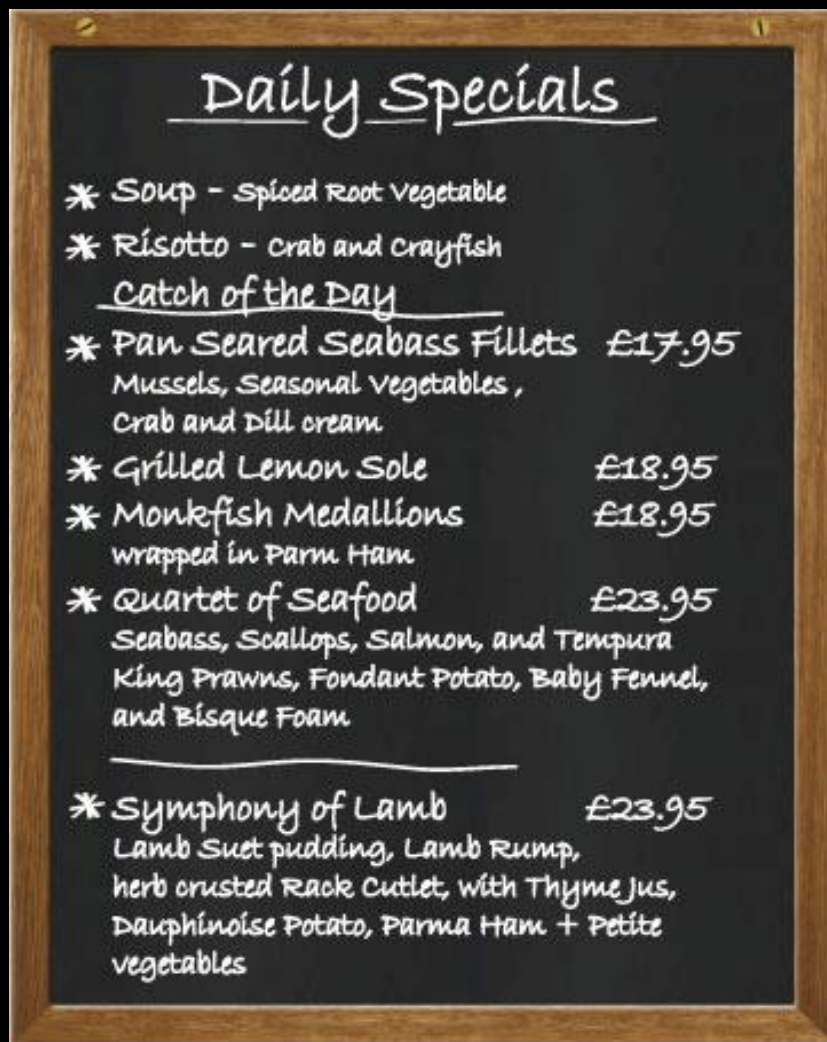 Daily Specials
* Soup - Spiced Root Vegetable
* Risotto - Crab and Crayfish
Catch of the Day
* Pan Seared Seabass Fillets £17.95
Mussels, Seasonal Vegetables ,
Crab and Dill cream
* Grilled Lemon Sole £18.95
* Monkfish Medallions £18.95
wrapped in Parm Ham
* Quartet of Seafood £23.95
Seabass, Scallops, Salmon, and Tempura
King Prawns, Fondant Potato, Baby Fennel,
and Bisque Foam
* Symphony of Lamb £23.95
Lamb Suet pudding, Lamb Rump,
herb crusted Rack Cutlet, with Thyme Jus,
Dauphinoise Potato, Parma Ham + Petite
vegetables